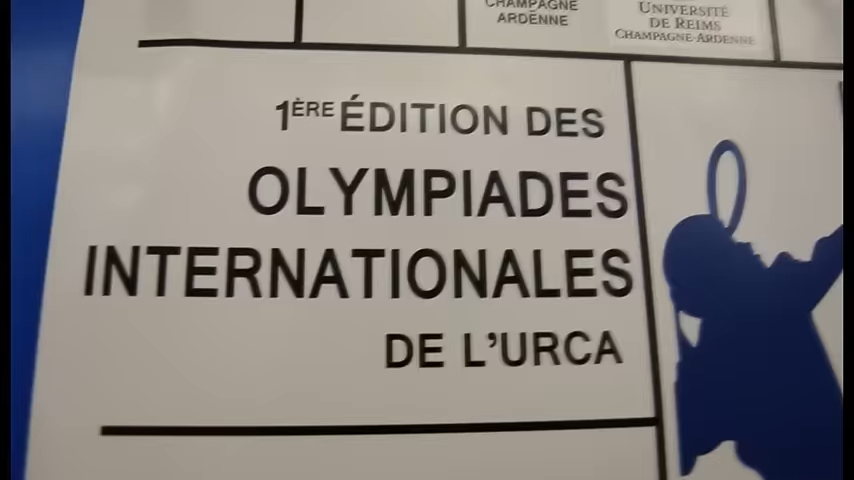 CHAMPAGNE
ARDENNE
UNIVERSITÉ
DE REIMS
CHAMPAGNE-ARDENNE
1ÈRE ÉDITION DES
OLYMPIADES
INTERNATIONALES
DE L'URCA